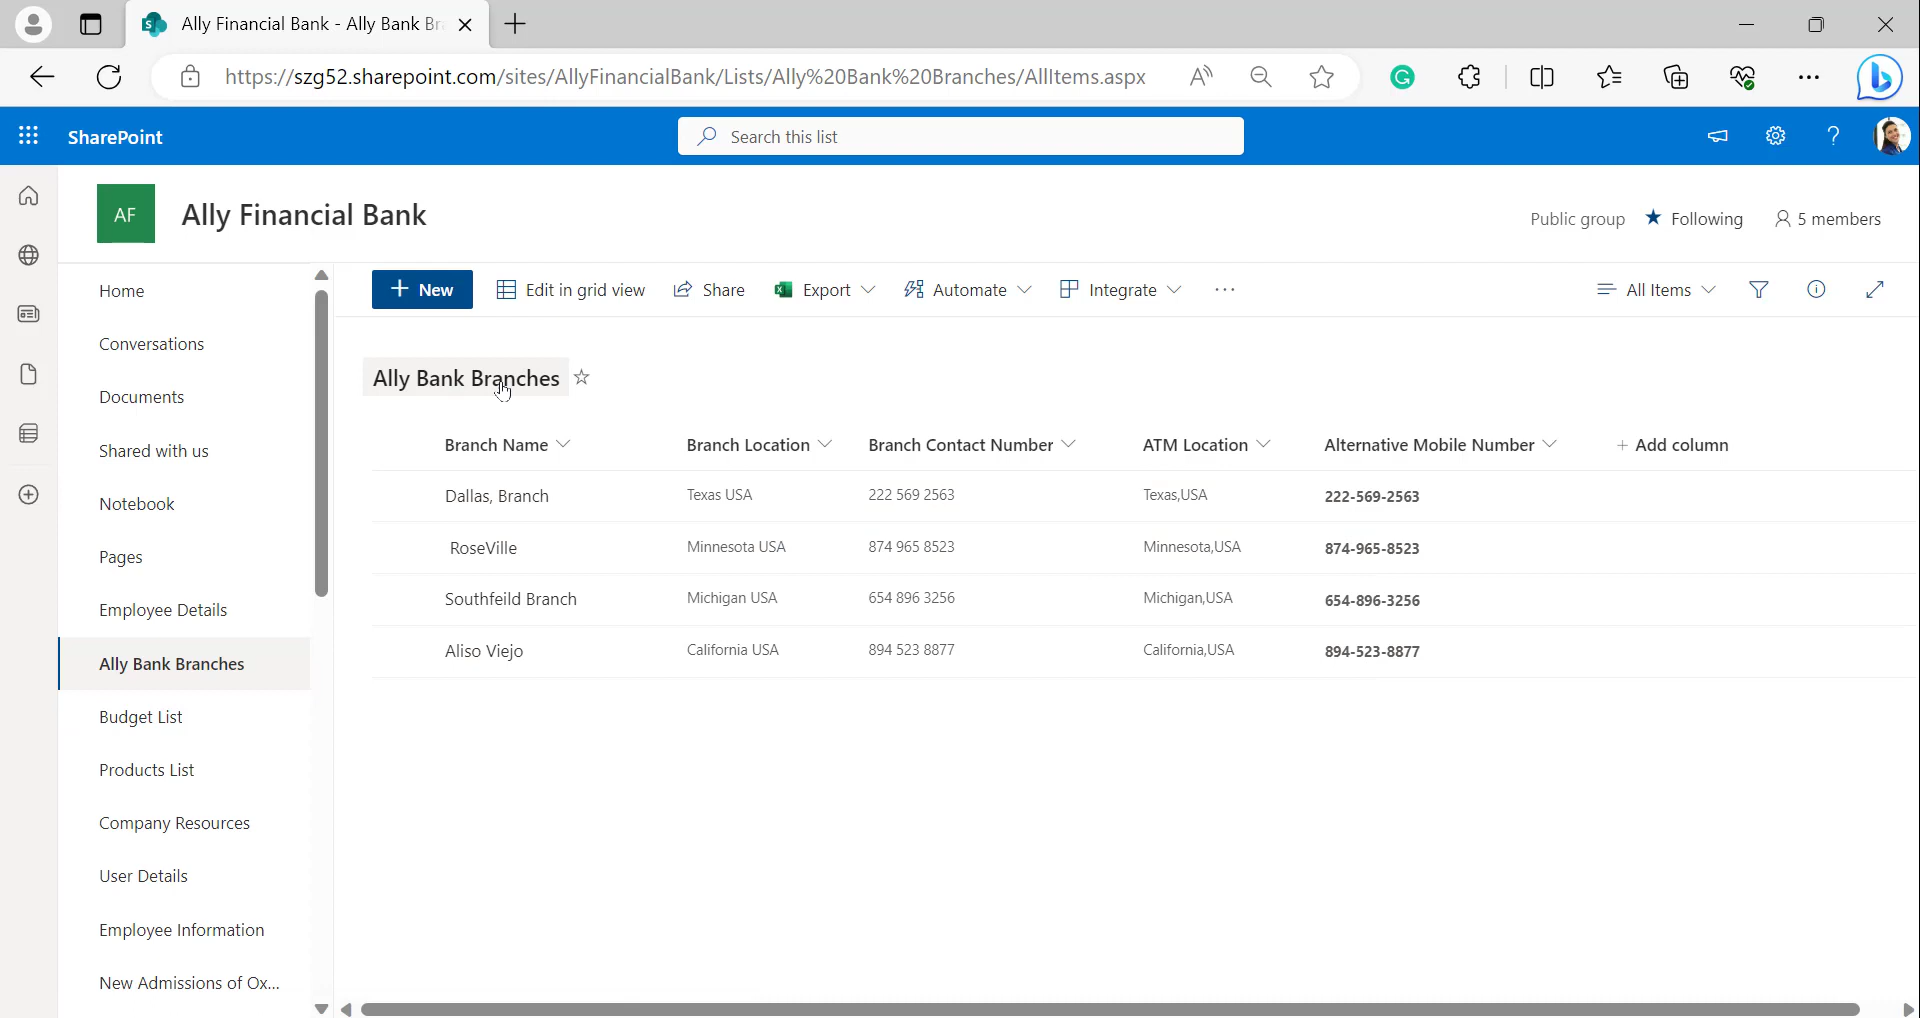 Ally Financial Bank - Ally Bank Br
https://szg52.sharepoint.com/sites/AllyFinancialBank/Lists/Ally%20Bank%20Branches/AllItems.aspx
SharePoint
Search this list
AF
Ally Financial Bank
Public group
Following
5 members
Home
Conversations
Documents
Shared with us
Notebook
Pages
Employee Details
Ally Bank Branches
Budget List
Products List
Company Resources
User Details
Employee Information
New Admissions of Ox...
+ New
Edit in grid view
Share
Export
Automate
Integrate
...
All Items
Ally Bank Branches
Branch Name Branch Location Branch Contact Number ATM Location Alternative Mobile Number + Add column
Dallas, Branch Texas USA 222 569 2563 Texas,USA 222-569-2563
RoseVille Minnesota USA 874 965 8523 Minnesota,USA 874-965-8523
Southfeild Branch Michigan USA 654 896 3256 Michigan,USA 654-896-3256
Aliso Viejo California USA 894 523 8877 California,USA 894-523-8877